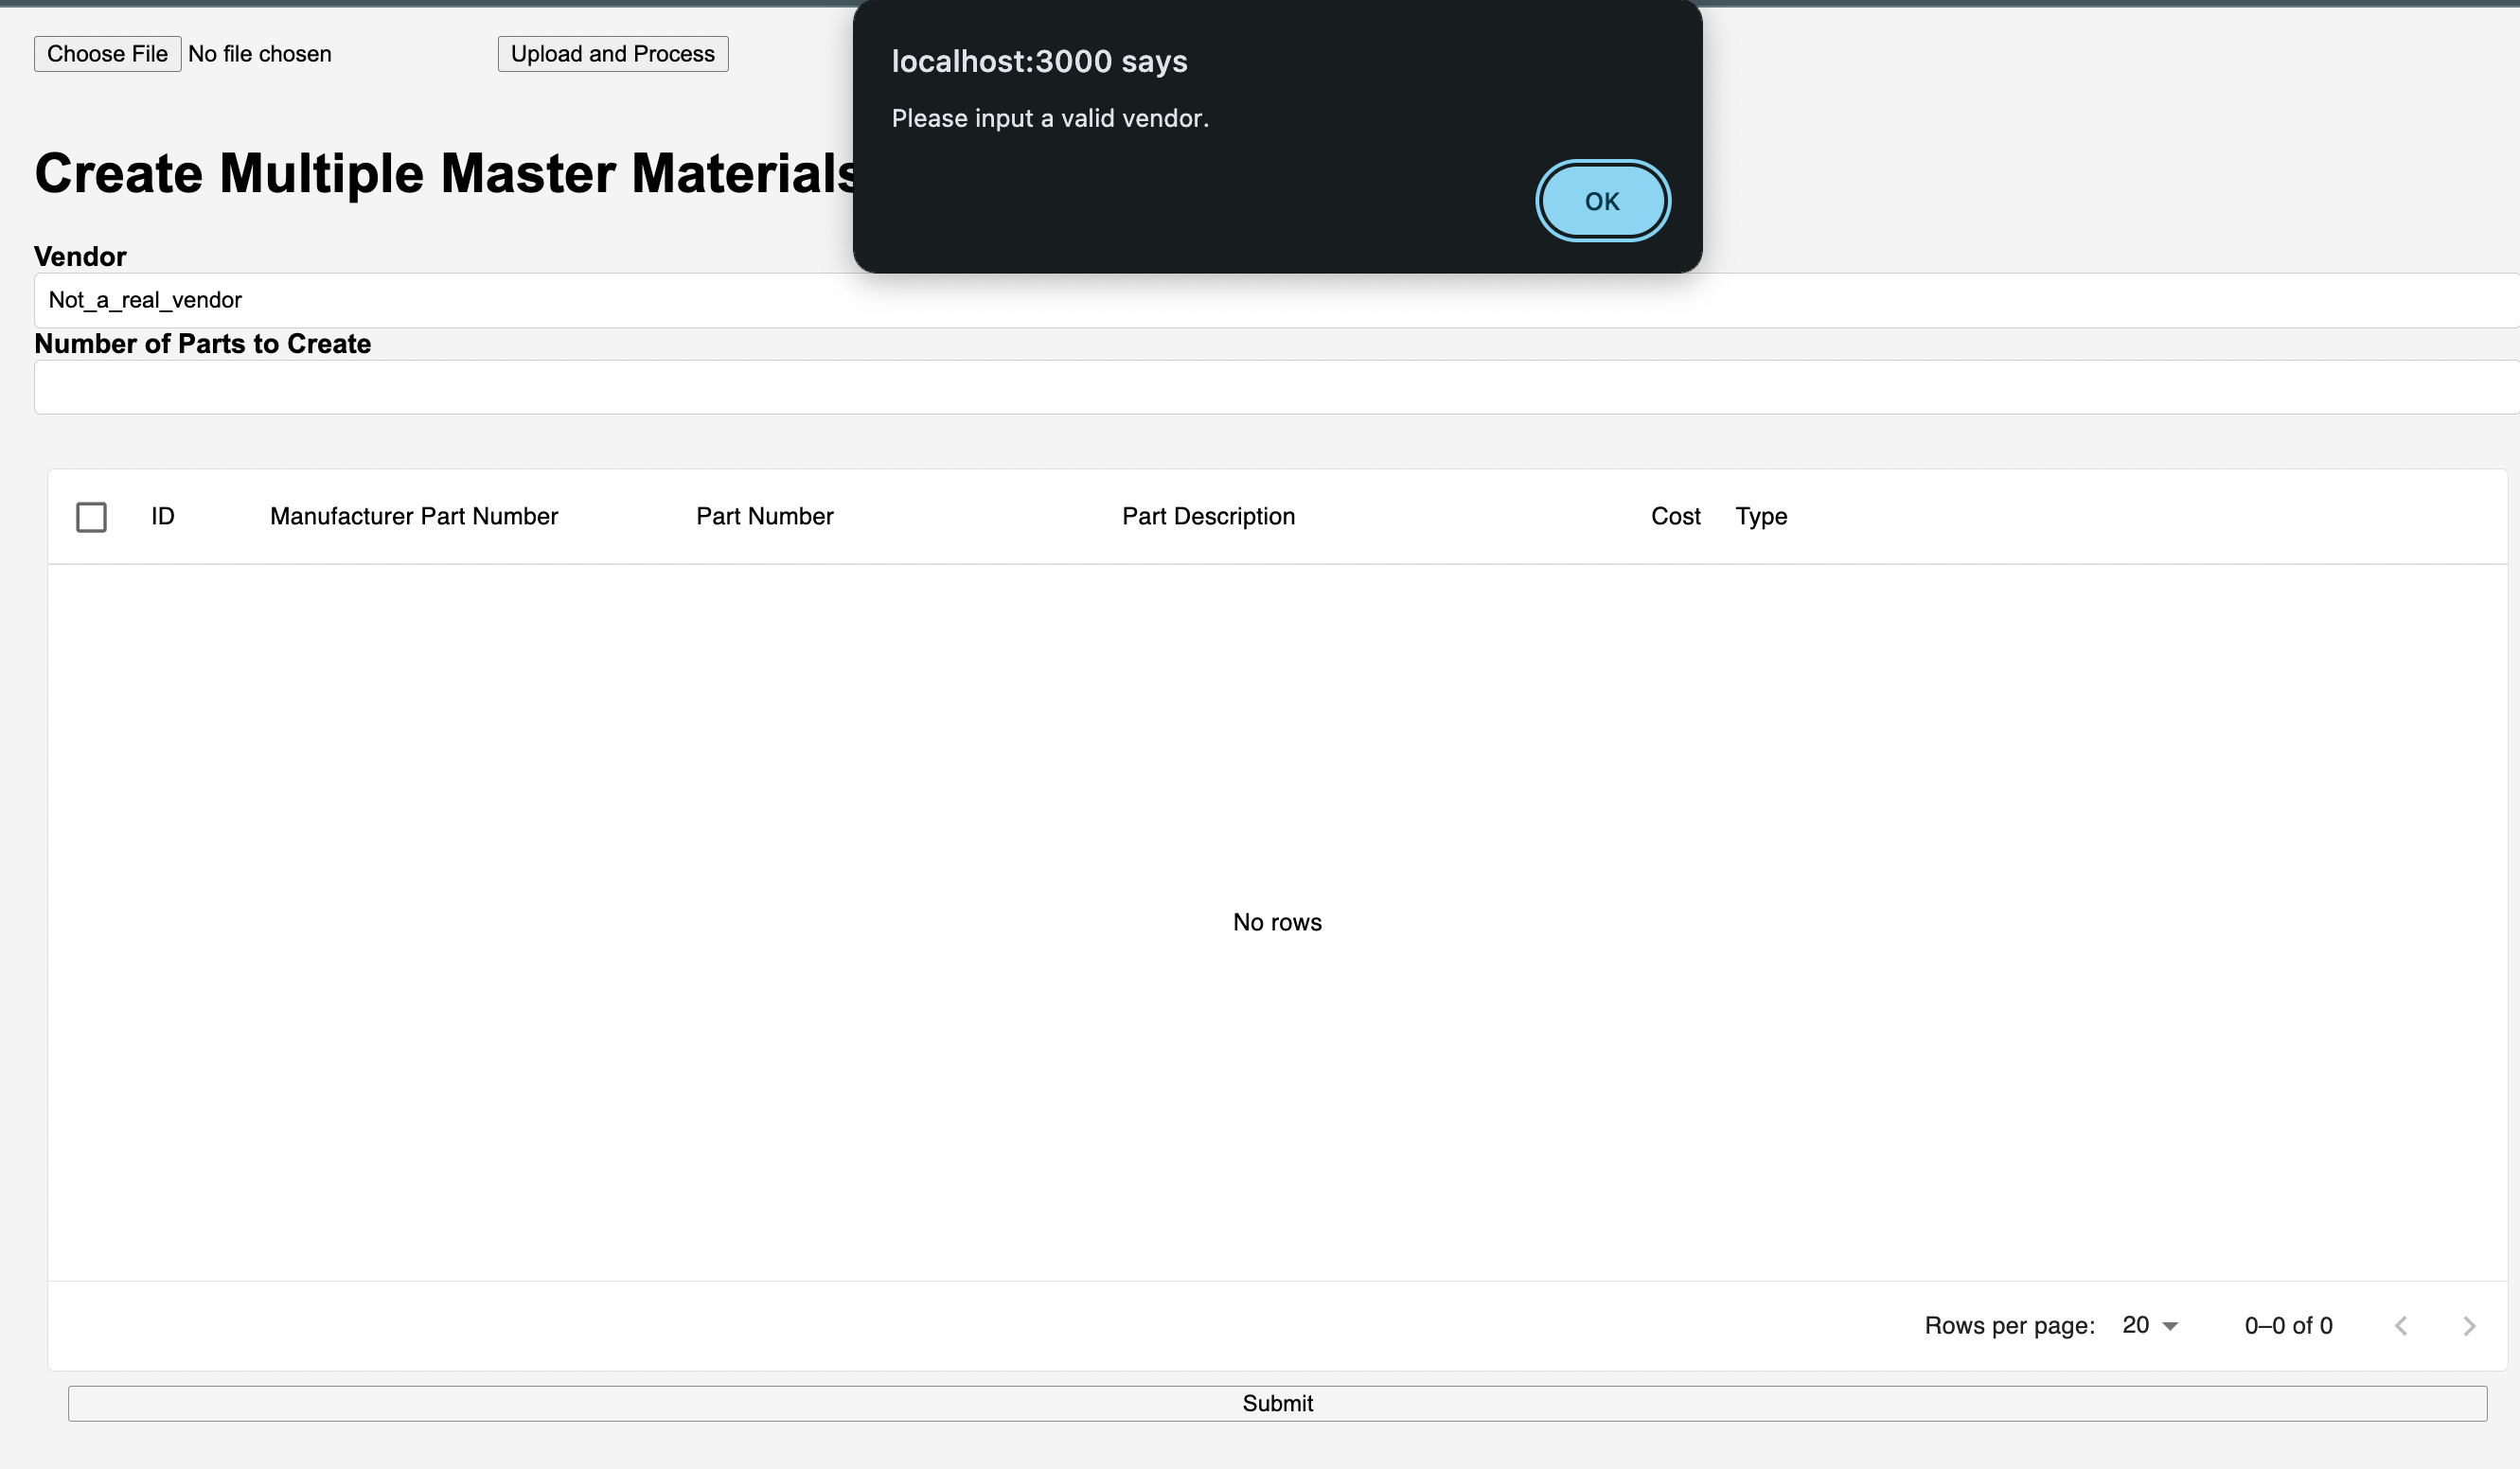 Choose File No file chosen Upload and Process
localhost:3000 says
Please input a valid vendor.
OK
Create Multiple Master Materials
Vendor
Not_a_real_vendor
Number of Parts to Create
ID Manufacturer Part Number Part Number Part Description Cost Type
No rows
Rows per page: 20 0–0 of 0
Submit